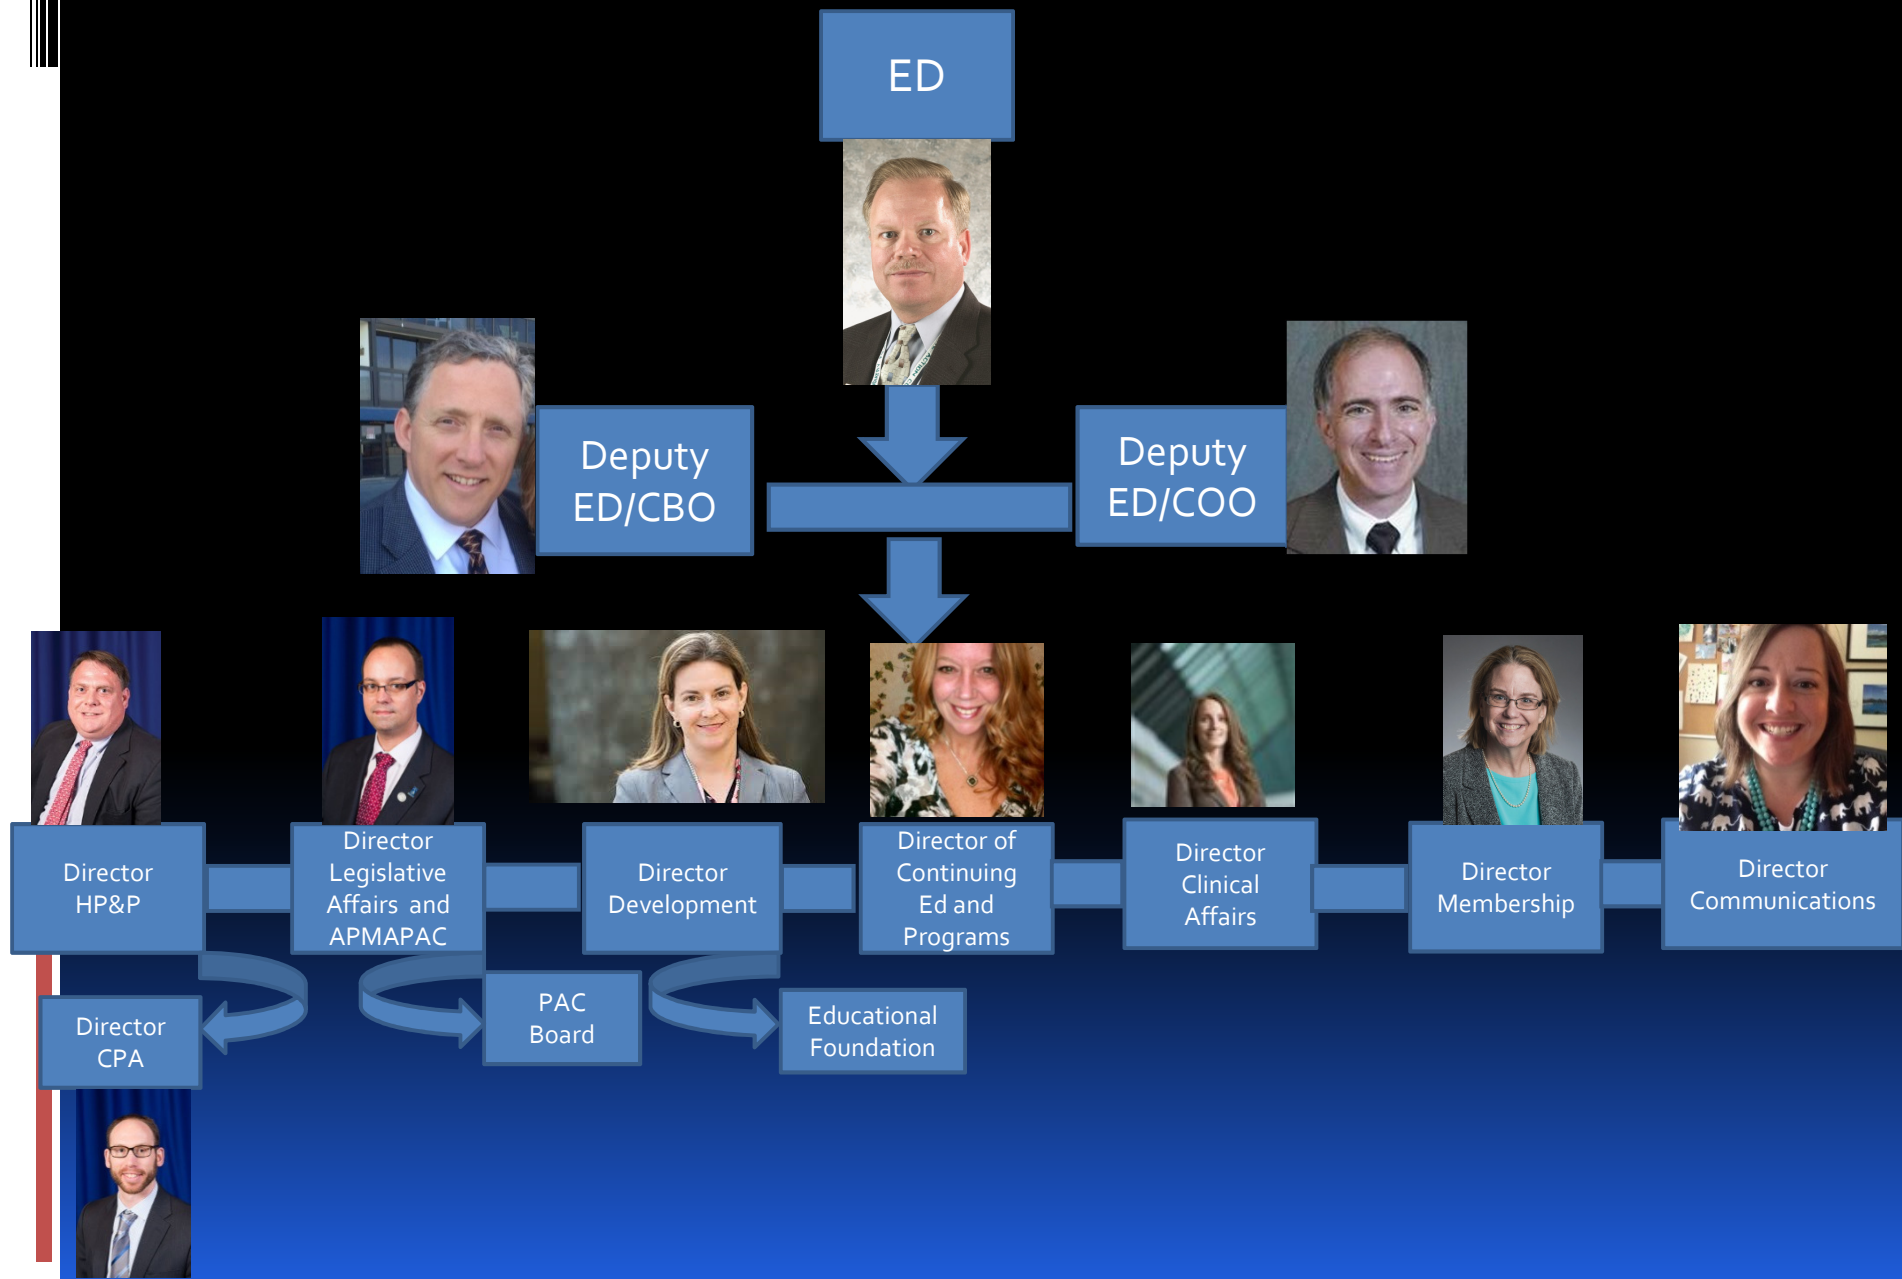 ED
Deputy
ED/CBO
Deputy
ED/COO
Director
HP&P
Director
Legislative
Affairs and
APMAPAC
Director
Development
Director of
Continuing
Ed and
Programs
Director
Clinical
Affairs
Director
Membership
Director
Communications
Director
CPA
PAC
Board
Educational
Foundation